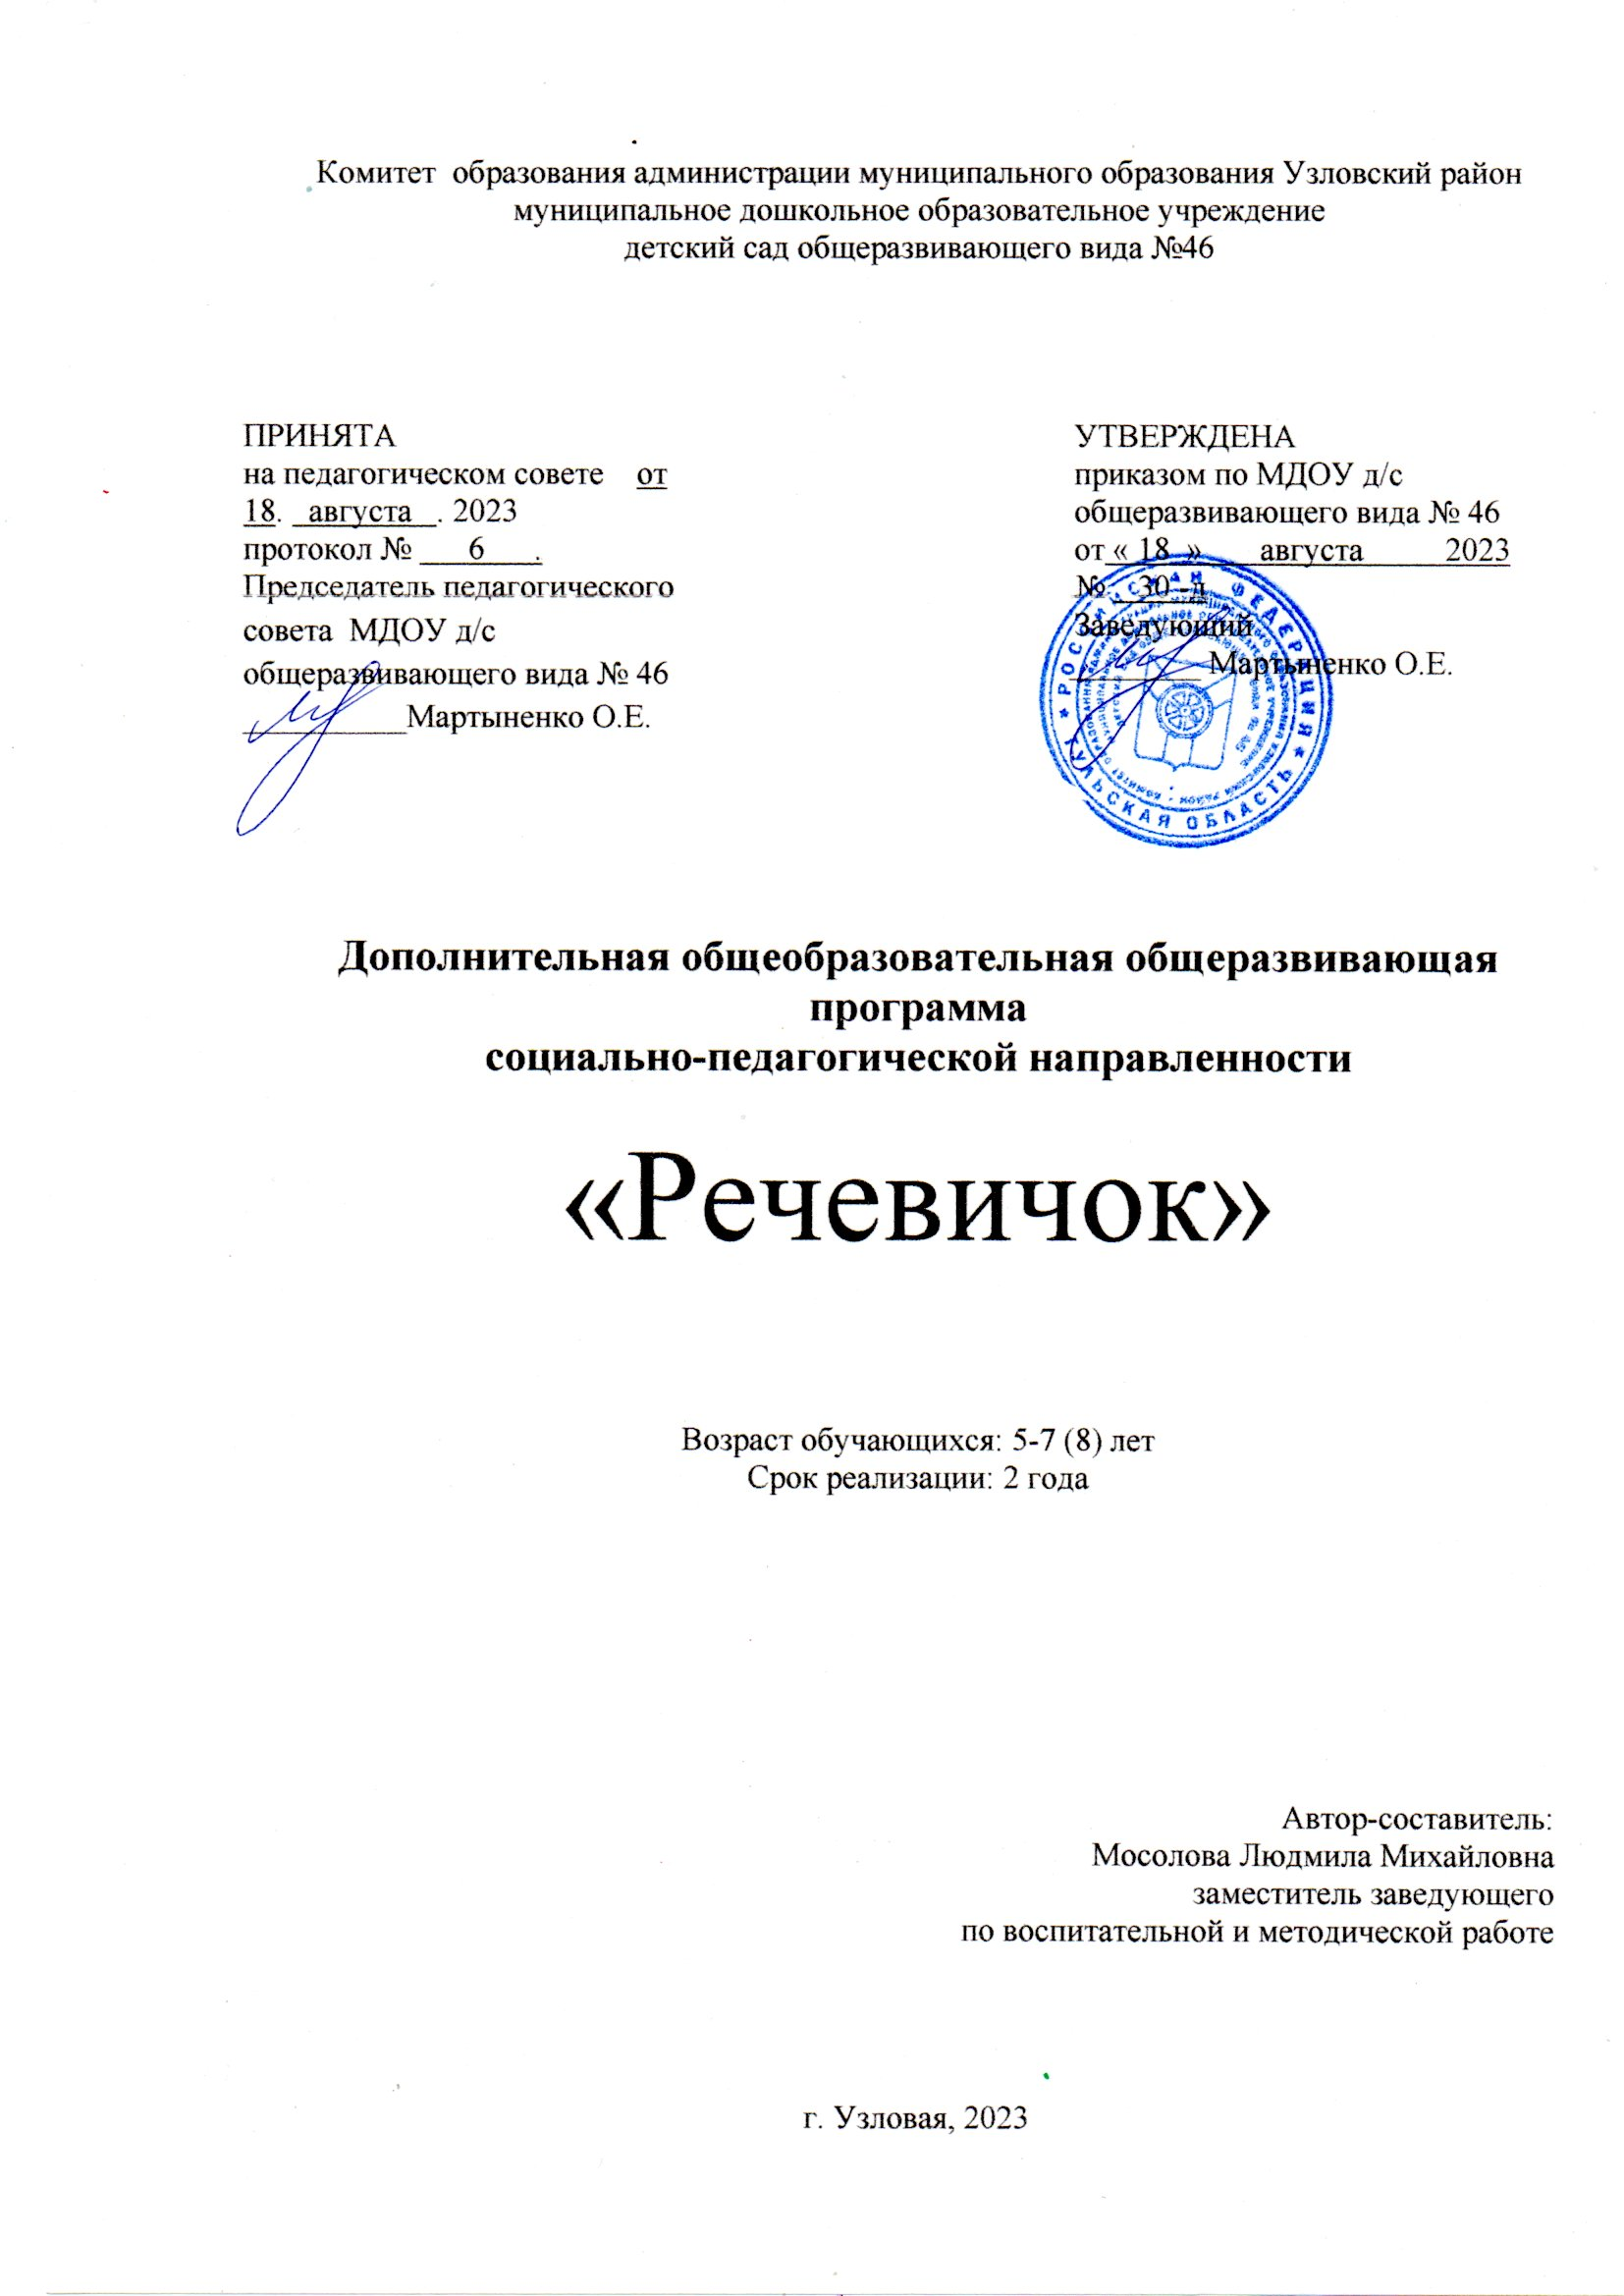 Комитет образования администрации муниципального образования Узловский район
муниципальное дошкольное образовательное учреждение
детский сад общеразвивающего вида №46
ПРИНЯТА
на педагогическом совете от
18. августа . 2023
протокол № 6 .
Председатель педагогического
совета МДОУ д/с
общеразвивающего вида № 46
Мартыненко О.Е.
УТВЕРЖДЕНА
приказом по МДОУ д/с
общеразвивающего вида № 46
от « 18 » августа 2023
№ 30 -д
Заведующий
Мартыненко О.Е.
РОССИЙСКАЯ ФЕДЕРАЦИЯ
ТУЛЬСКАЯ ОБЛАСТЬ
Дополнительная общеобразовательная общеразвивающая
программа
социально-педагогической направленности
«Речевичок»
Возраст обучающихся: 5-7 (8) лет
Срок реализации: 2 года
Автор-составитель:
Мосолова Людмила Михайловна
заместитель заведующего
по воспитательной и методической работе
г. Узловая, 2023